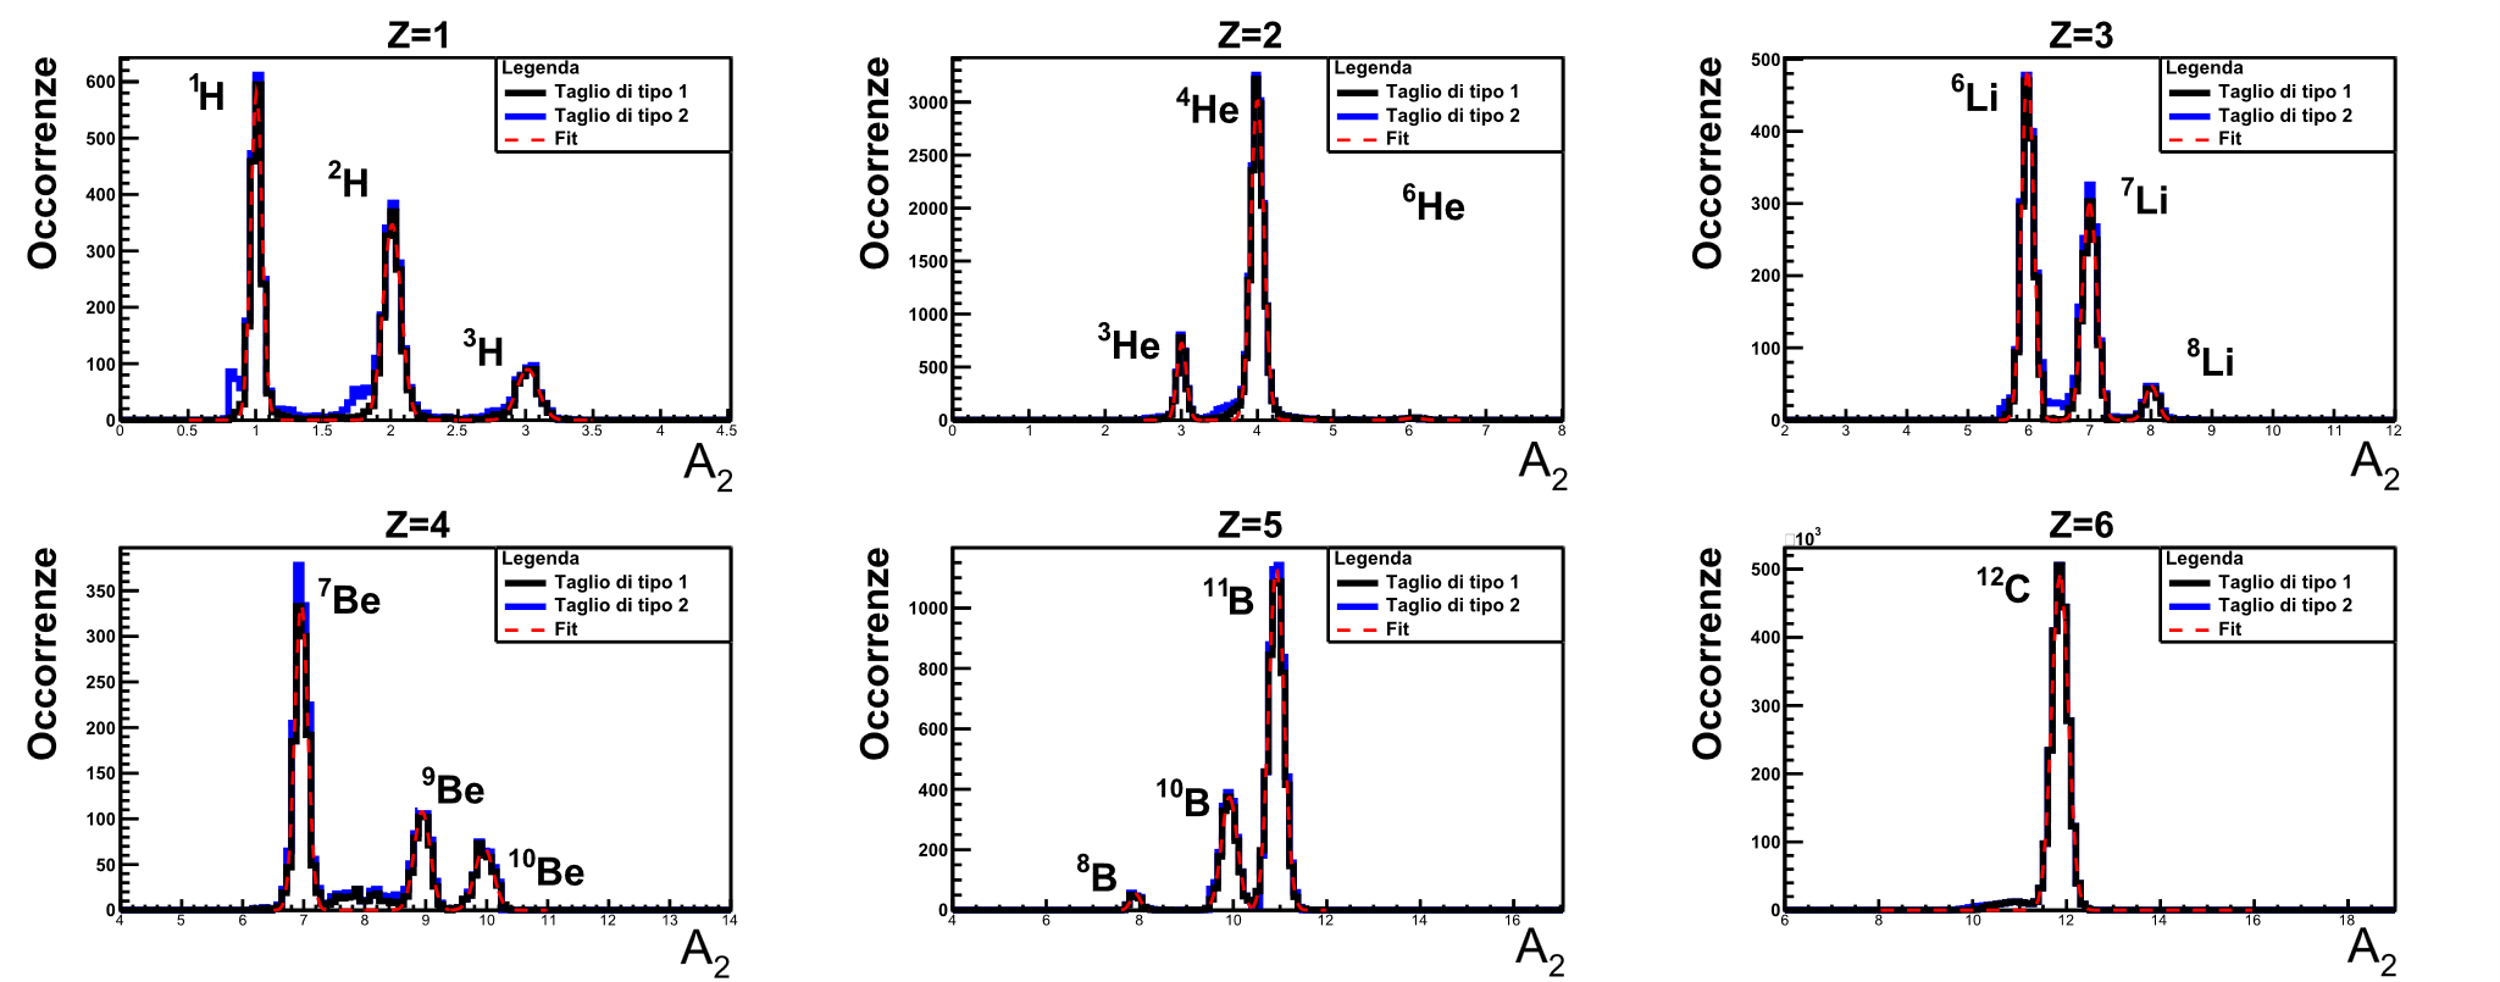 Z=1
Occorrenze
600
500
400
300
200
100
0
0 0.5 1 1.5 2 2.5 3 3.5 4 4.5
A2
1H
2H
3H
Legenda
Taglio di tipo 1
Taglio di tipo 2
Fit
Z=2
Occorrenze
3000
2500
2000
1500
1000
500
0
0 1 2 3 4 5 6 7 8
A2
3He
4He
6He
Legenda
Taglio di tipo 1
Taglio di tipo 2
Fit
Z=3
Occorrenze
500
400
300
200
100
0
2 3 4 5 6 7 8 9 10 11 12
A2
6Li
7Li
8Li
Legenda
Taglio di tipo 1
Taglio di tipo 2
Fit
Z=4
Occorrenze
350
300
250
200
150
100
50
0
4 5 6 7 8 9 10 11 12 13 14
A2
7Be
9Be
10Be
Legenda
Taglio di tipo 1
Taglio di tipo 2
Fit
Z=5
Occorrenze
1000
800
600
400
200
0
4 6 8 10 12 14 16
A2
8B
10B
11B
Legenda
Taglio di tipo 1
Taglio di tipo 2
Fit
Z=6
10³
Occorrenze
500
400
300
200
100
0
6 8 10 12 14 16 18
A2
12C
Legenda
Taglio di tipo 1
Taglio di tipo 2
Fit